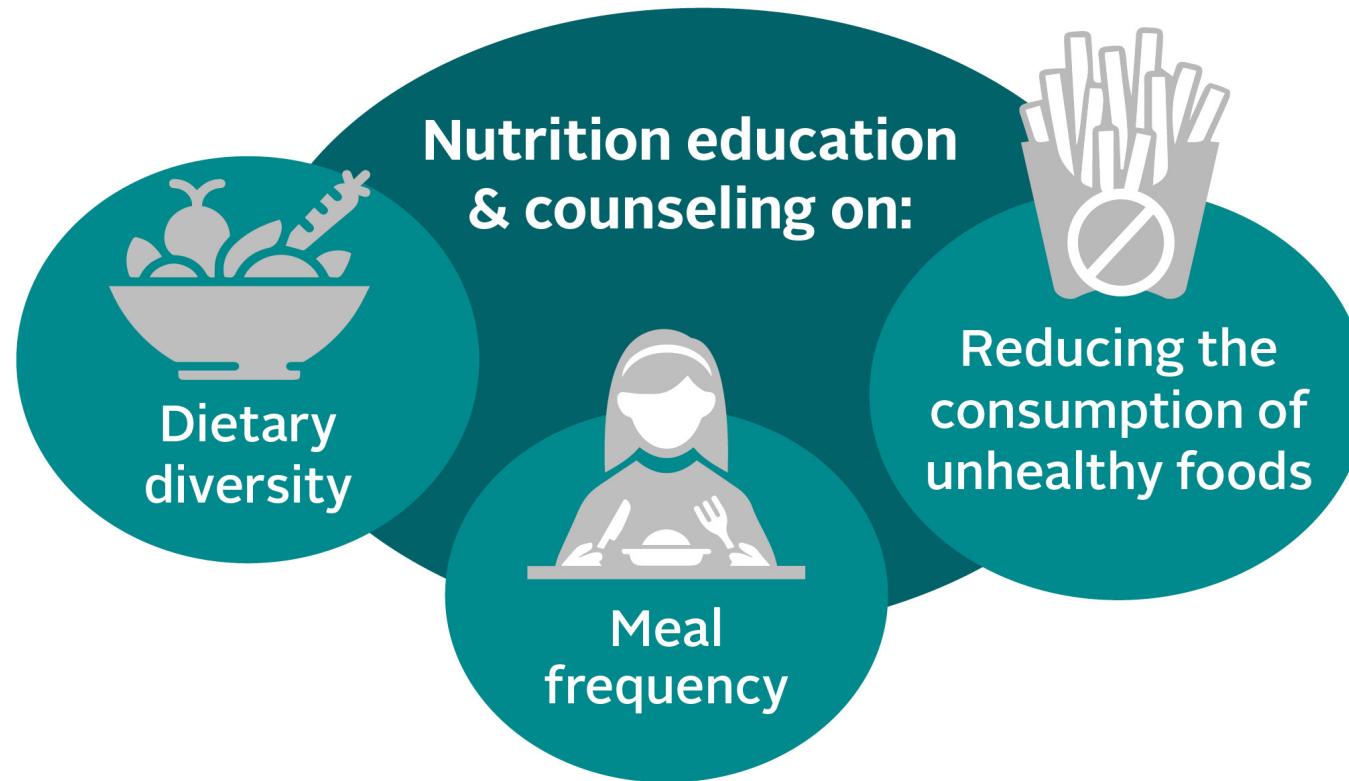 Nutrition education
& counseling on:
Dietary
diversity
Meal
frequency
Reducing the
consumption of
unhealthy foods